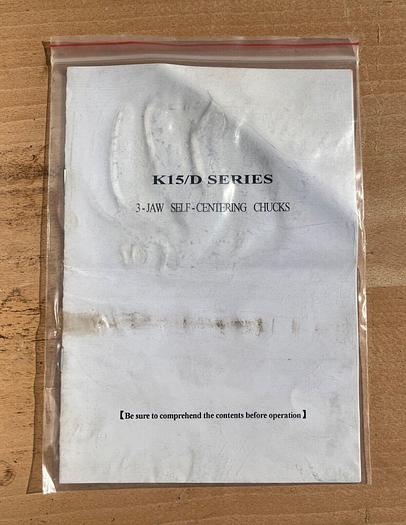 K15/D SERIES
3-JAW SELF-CENTERING CHUCKS
【Be sure to comprehend the contents before operation】